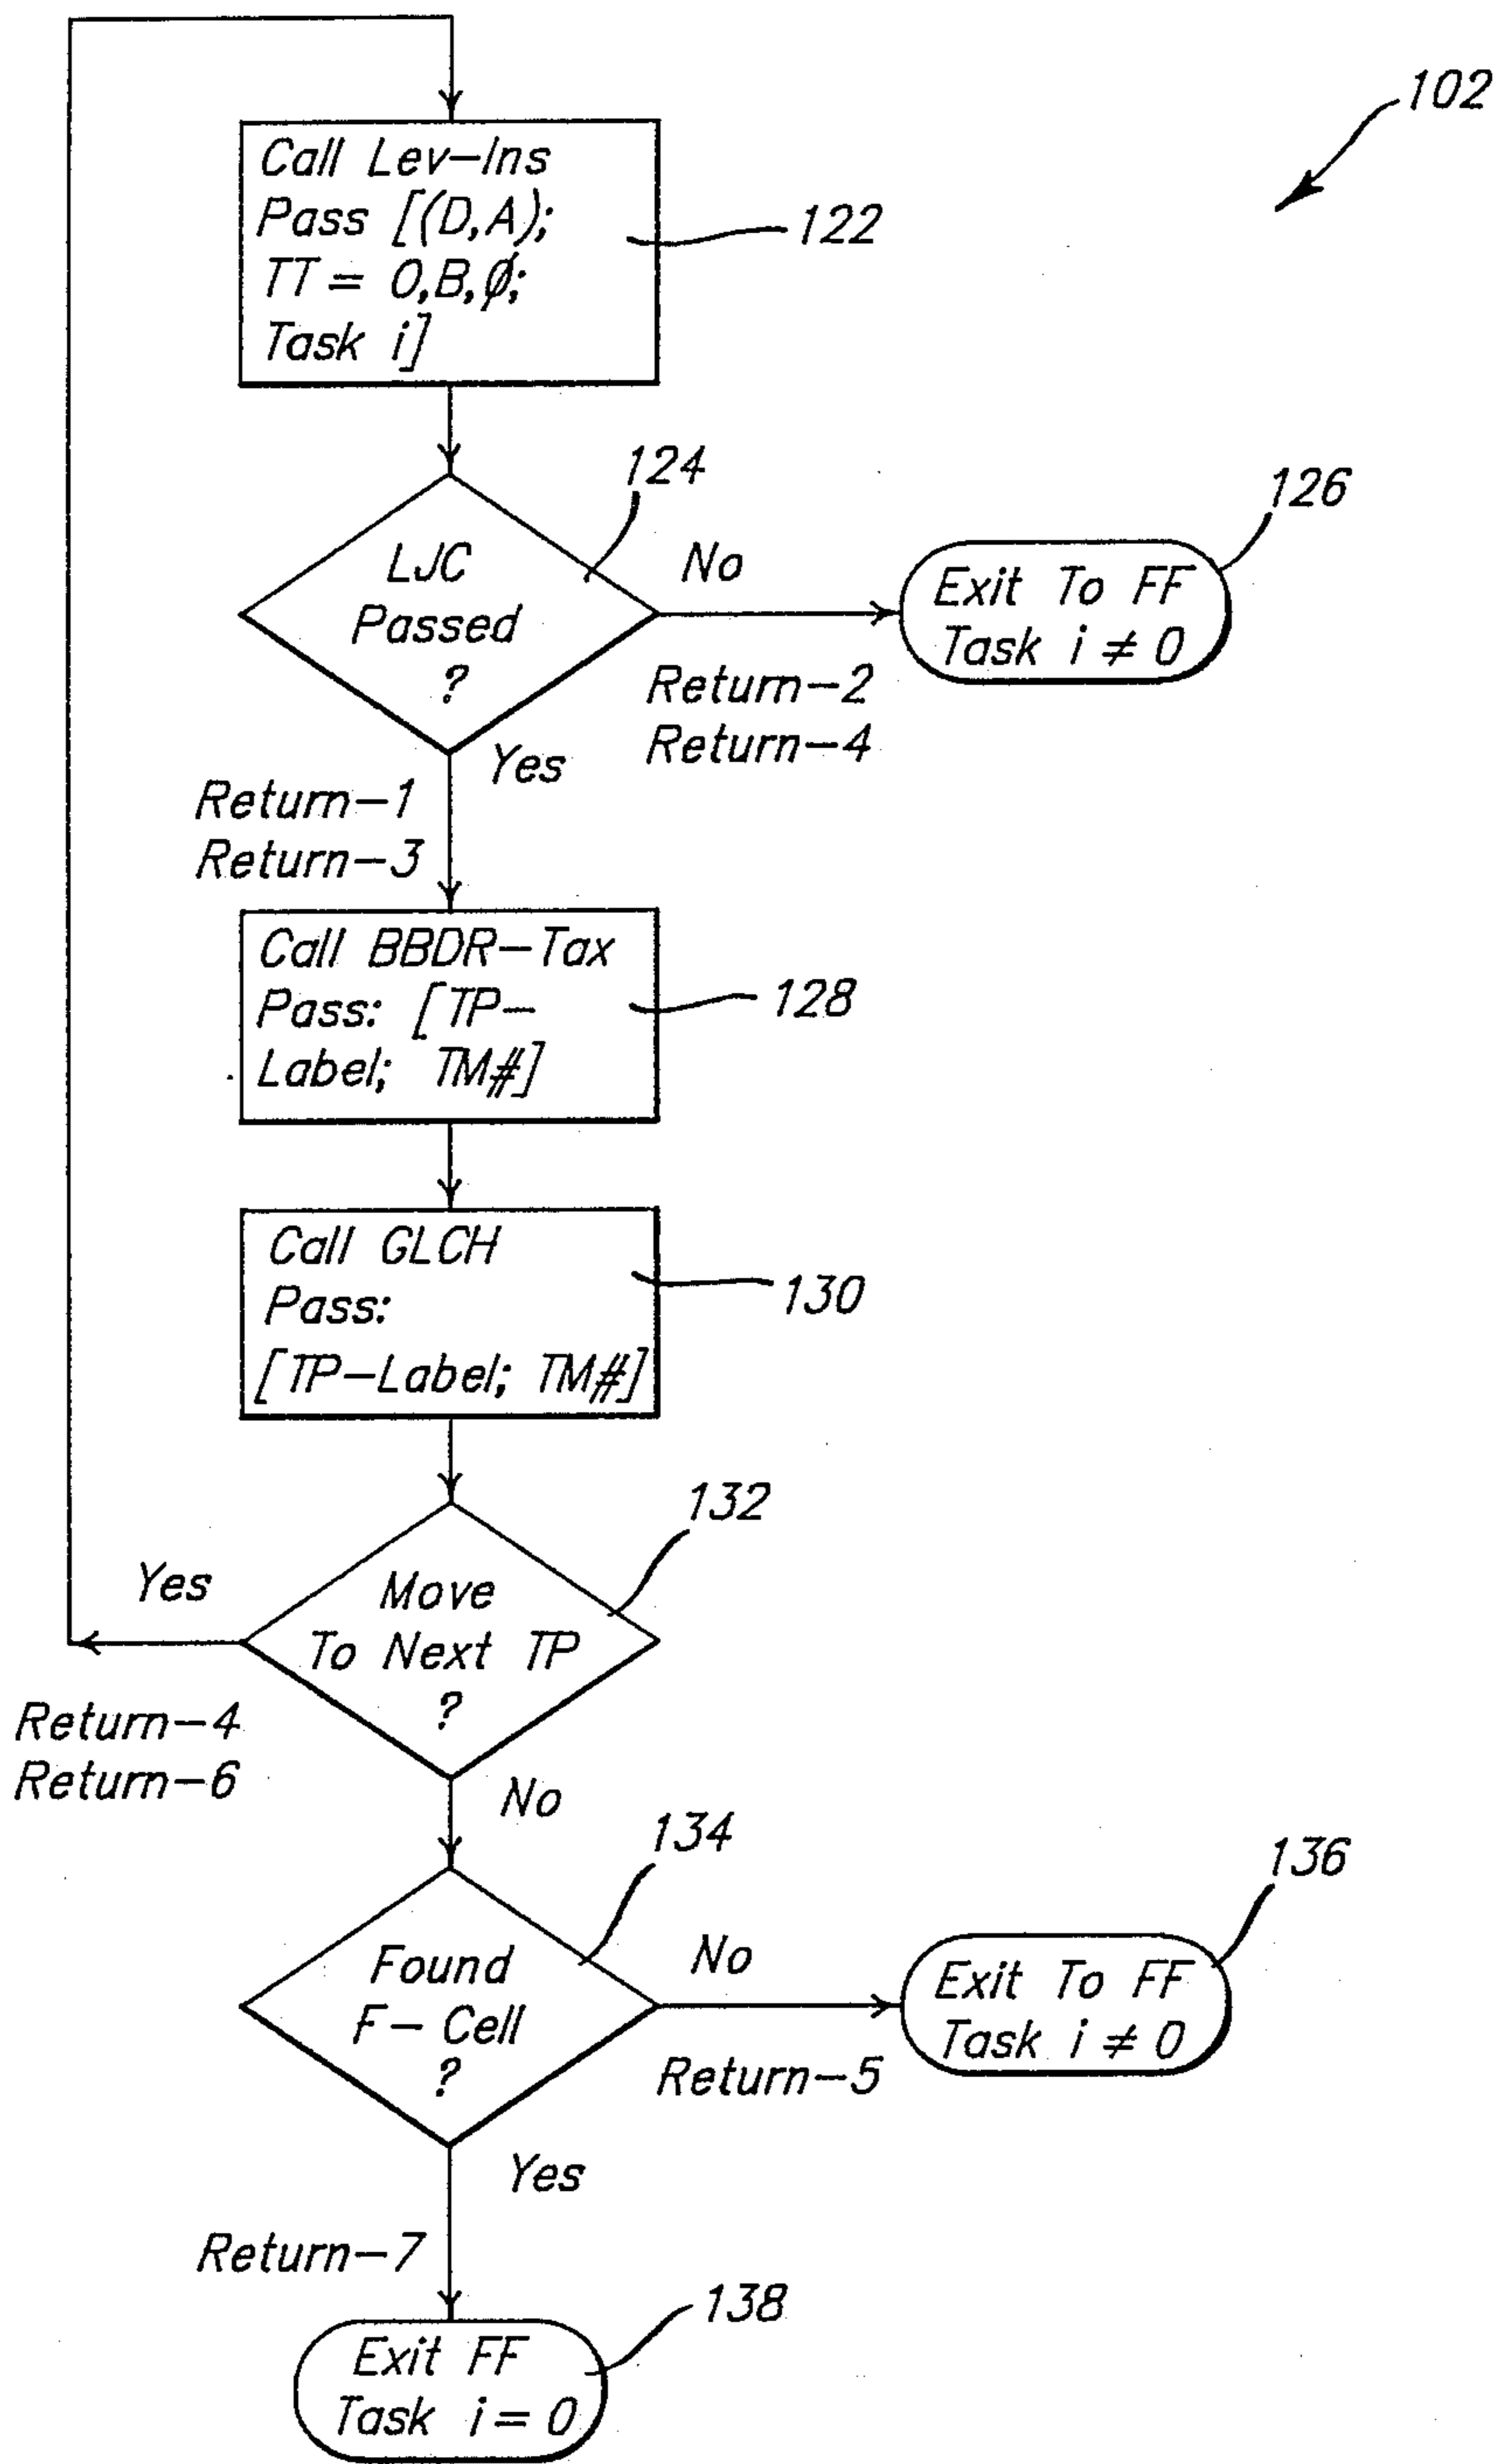 102
Call Lev-Ins
Pass [(D,A);
TT = 0,B,Ø;
Task i]
122
124
LJC
Passed
?
No
Return-2
Return-4
126
Exit To FF
Task i ≠ 0
Yes
Return-1
Return-3
Call BBDR-Tax
Pass: [TP-
Label; TM#]
128
Call GLCH
Pass:
[TP-Label; TM#]
130
132
Move
To Next TP
?
Yes
Return-4
Return-6
No
134
Found
F-Cell
?
No
Return-5
136
Exit To FF
Task i ≠ 0
Yes
Return-7
138
Exit FF
Task i = 0